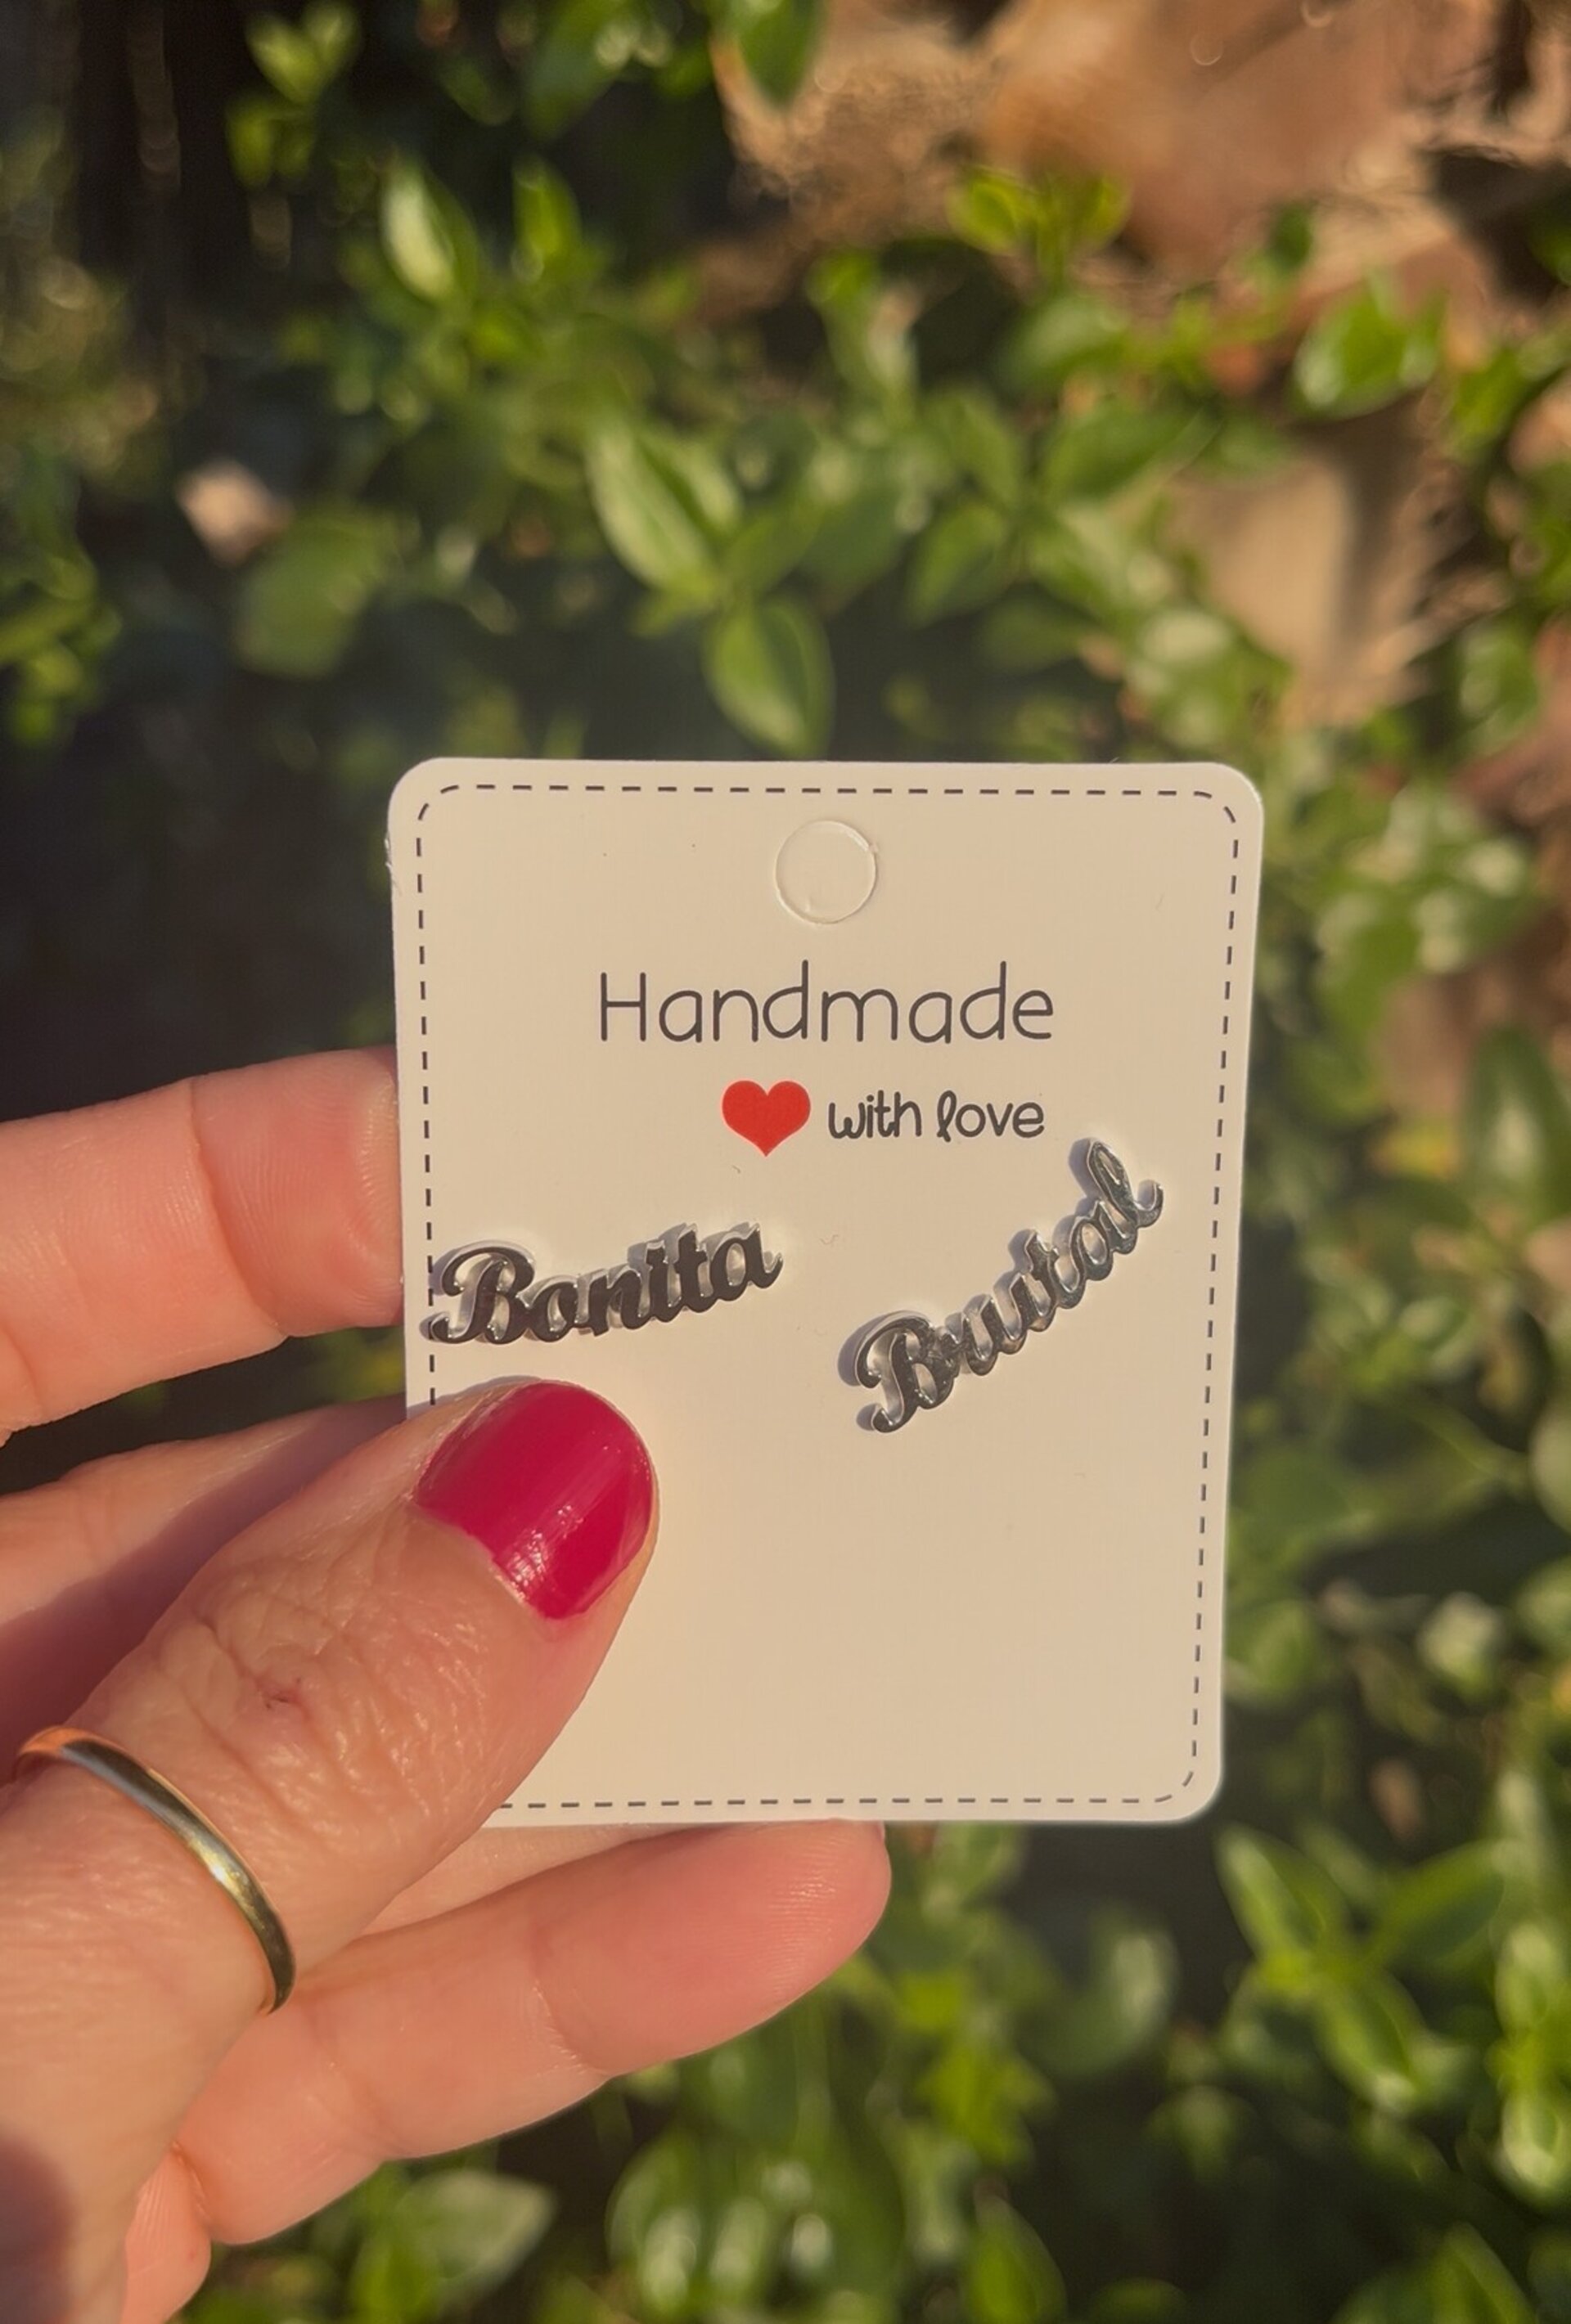 Handmade
with love
Bonita
Brutal